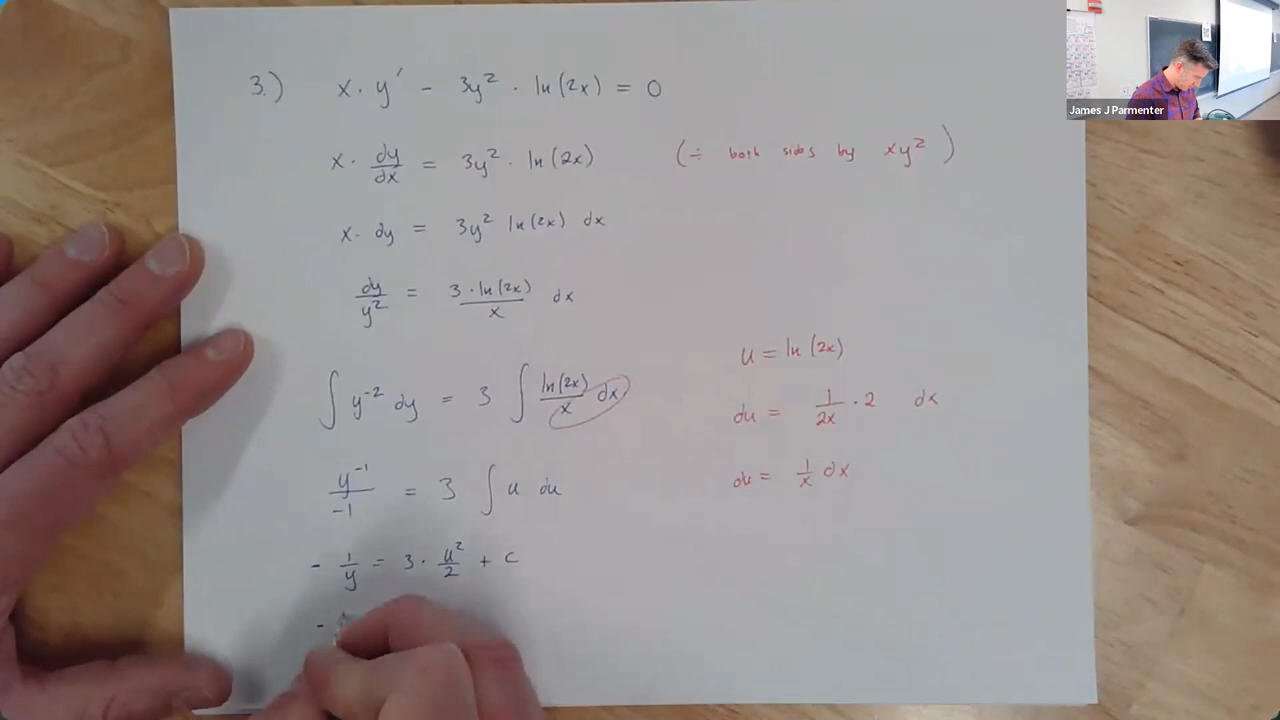 James J Parmenter
3.) x · y' - 3y² · ln(2x) = 0
x · dy/dx = 3y² · ln(2x) (÷ both sides by xy²)
x · dy = 3y² ln(2x) dx
dy/y² = 3 · ln(2x)/x dx
u = ln(2x)
∫ y⁻² dy = 3 ∫ ln(2x)/x dx
du = 1/2x · 2 dx
y⁻¹/-1 = 3 ∫ u du
du = 1/x dx
- 1/y = 3 · u²/2 + c
-